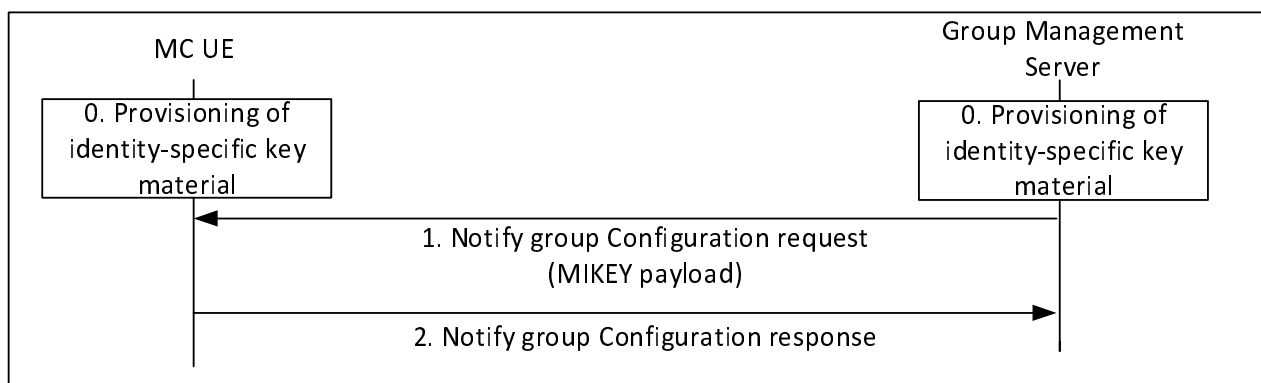 MC UE
Group Management
Server
0. Provisioning of
identity-specific key
material
0. Provisioning of
identity-specific key
material
1. Notify group Configuration request
(MIKEY payload)
2. Notify group Configuration response